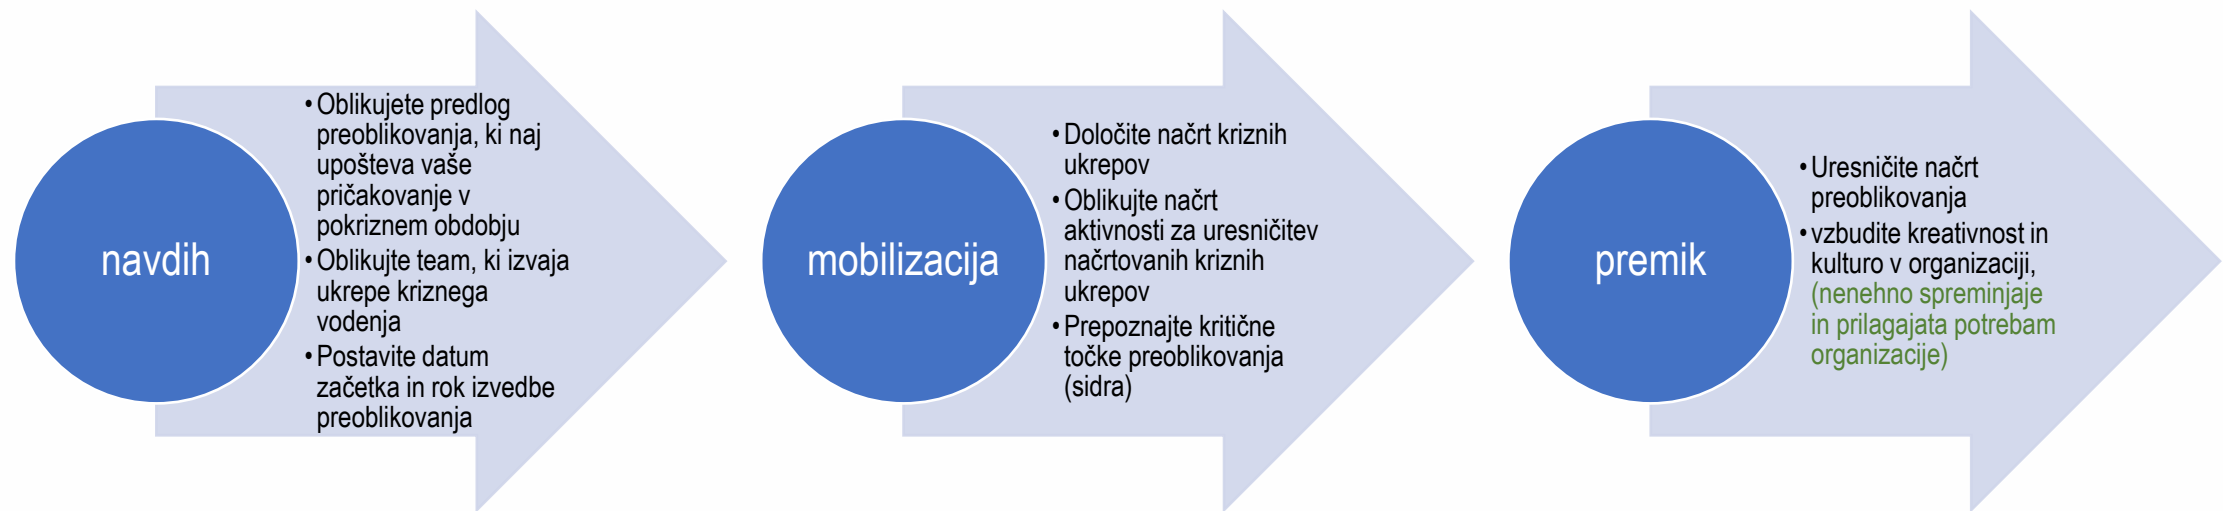 navdih
•Oblikujete predlog
preoblikovanja, ki naj
upošteva vaše
pričakovanje v
pokriznem obdobju
•Oblikujte team, ki izvaja
ukrepe kriznega
vodenja
•Postavite datum
začetka in rok izvedbe
preoblikovanja
mobilizacija
•Določite načrt kriznih
ukrepov
•Oblikujte načrt
aktivnosti za uresničitev
načrtovanih kriznih
ukrepov
•Prepoznajte kritične
točke preoblikovanja
(sidra)
premik
•Uresničite načrt
preoblikovanja
•vzbudite kreativnost in
kulturo v organizaciji,
(nenehno spreminjaje
in prilagajata potrebam
organizacije)